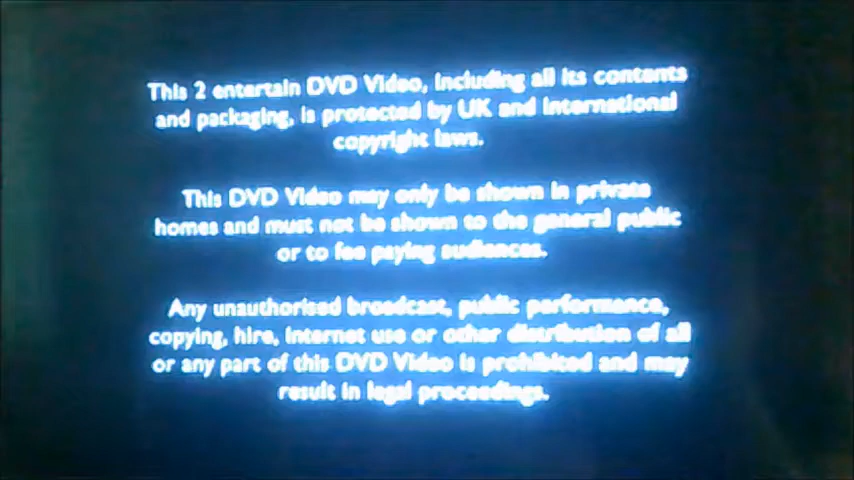 This 2 entertain DVD Video, including all its contents
and packaging, is protected by UK and international
copyright laws.
This DVD Video may only be shown in private
homes and must not be shown to the general public
or to fee paying audiences.
Any unauthorised broadcast, public performance,
copying, hire, internet use or other distribution of all
or any part of this DVD Video is prohibited and may
result in legal proceedings.